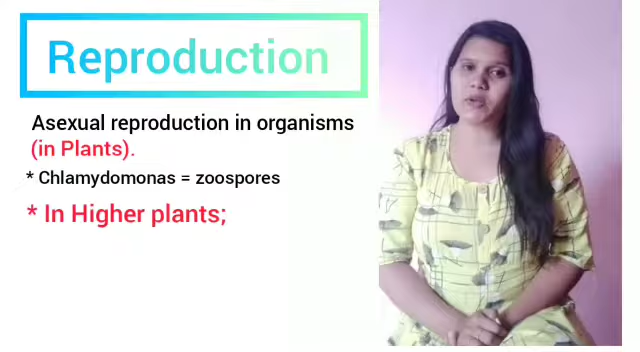 Reproduction
Asexual reproduction in organisms
(in Plants).
* Chlamydomonas = zoospores
* In Higher plants;